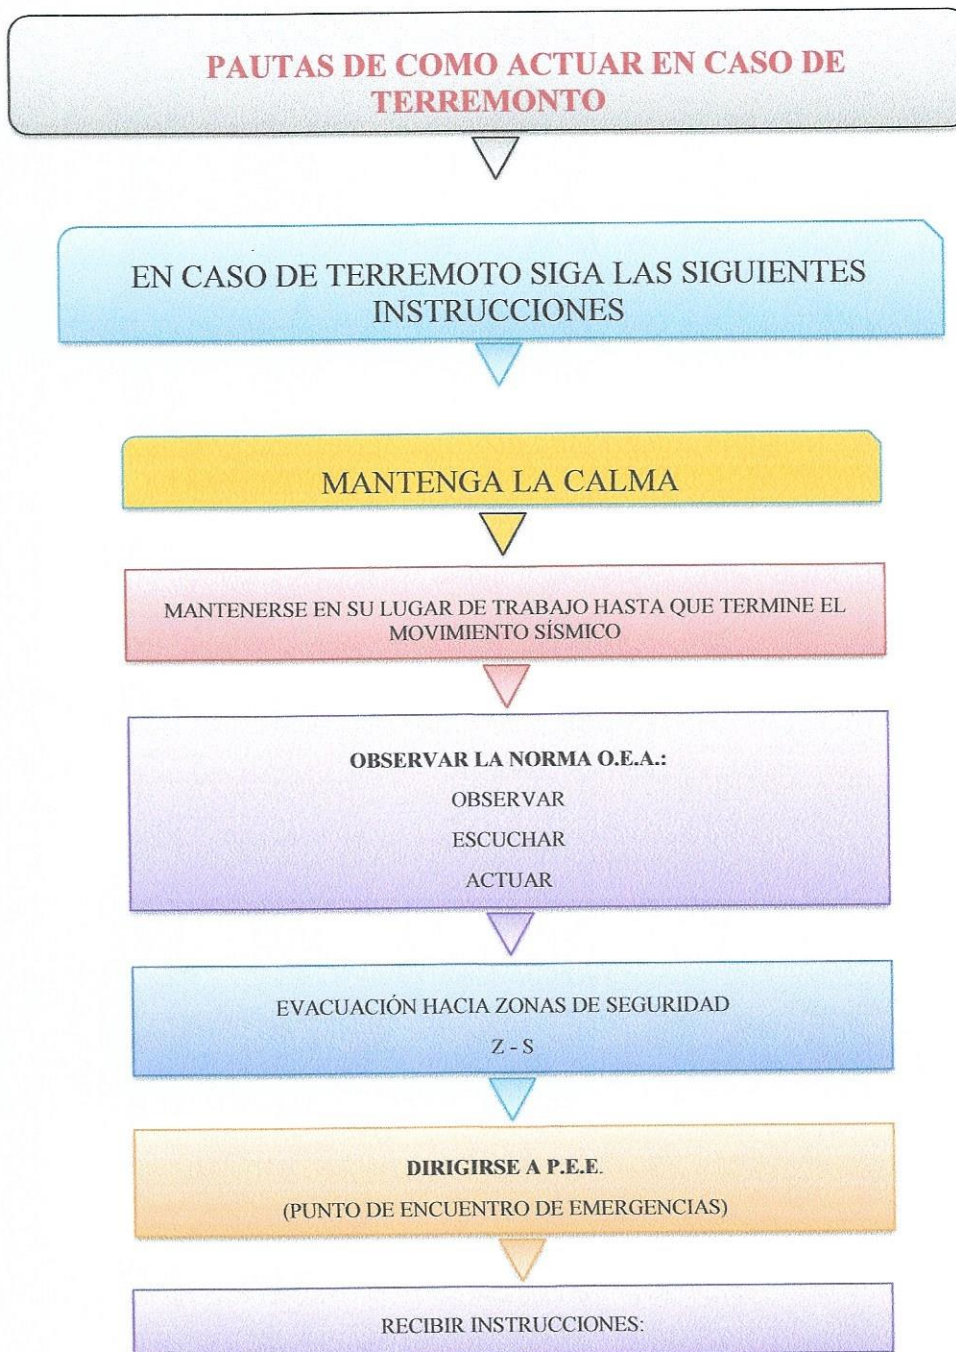 PAUTAS DE COMO ACTUAR EN CASO DE
TERREMONTO
EN CASO DE TERREMOTO SIGA LAS SIGUIENTES
INSTRUCCIONES
MANTENGA LA CALMA
MANTENERSE EN SU LUGAR DE TRABAJO HASTA QUE TERMINE EL
MOVIMIENTO SÍSMICO
OBSERVAR LA NORMA O.E.A.:
OBSERVAR
ESCUCHAR
ACTUAR
EVACUACIÓN HACIA ZONAS DE SEGURIDAD
Z - S
DIRIGIRSE A P.E.E.
(PUNTO DE ENCUENTRO DE EMERGENCIAS)
RECIBIR INSTRUCCIONES: